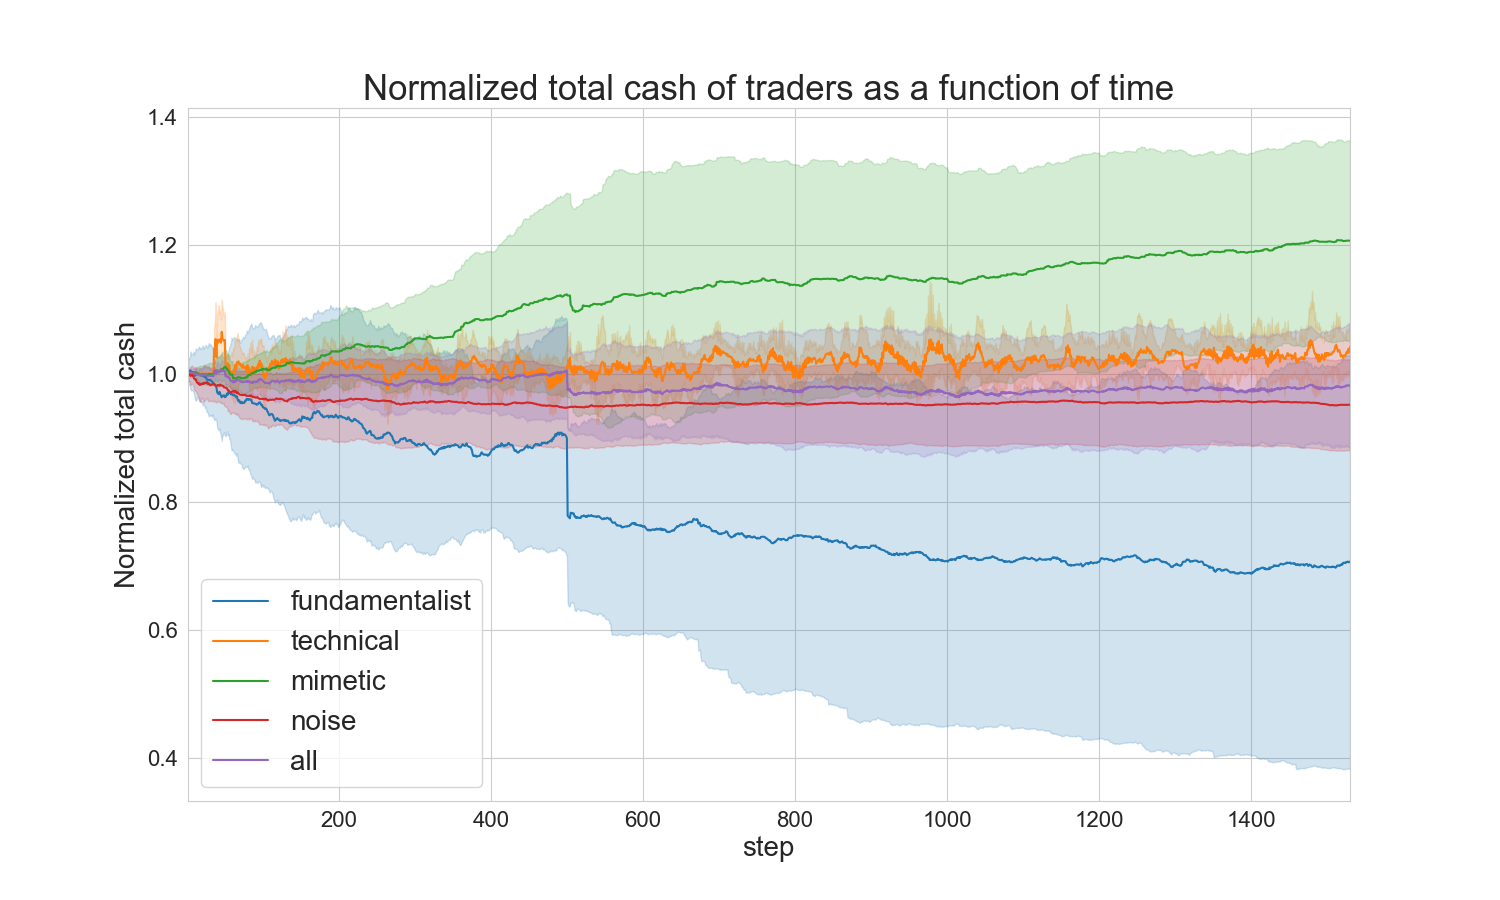 Normalized total cash of traders as a function of time
1.4
1.2
1.0
0.8
0.6
0.4
Normalized total cash
fundamentalist
technical
mimetic
noise
all
200 400 600 800 1000 1200 1400
step